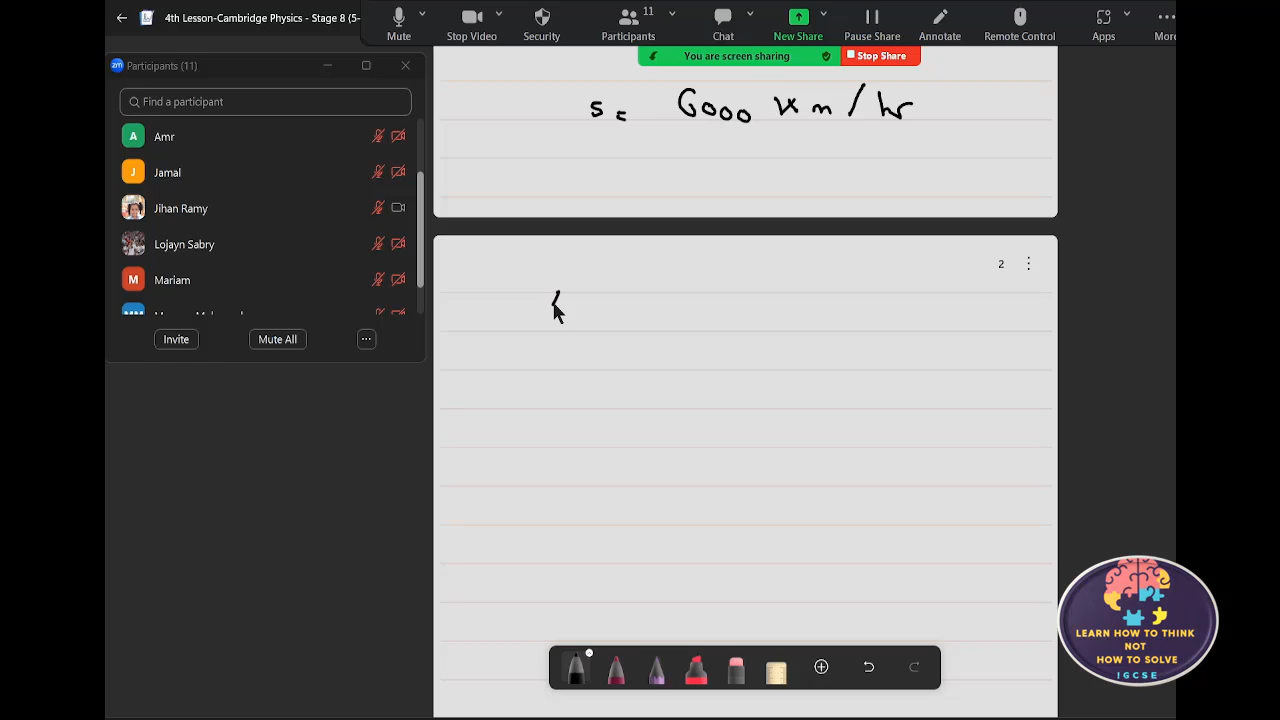 4th Lesson-Cambridge Physics - Stage 8 (5-
Mute
Stop Video
Security
11
Participants
Chat
New Share
Pause Share
Annotate
Remote Control
Apps
More
You are screen sharing
Stop Share
zm Participants (11)
Find a participant
A Amr
J Jamal
Jihan Ramy
Lojayn Sabry
M Mariam
Invite
Mute All
s = 6000 km / hr
2
LEARN HOW TO THINK
NOT
HOW TO SOLVE
IGCSE